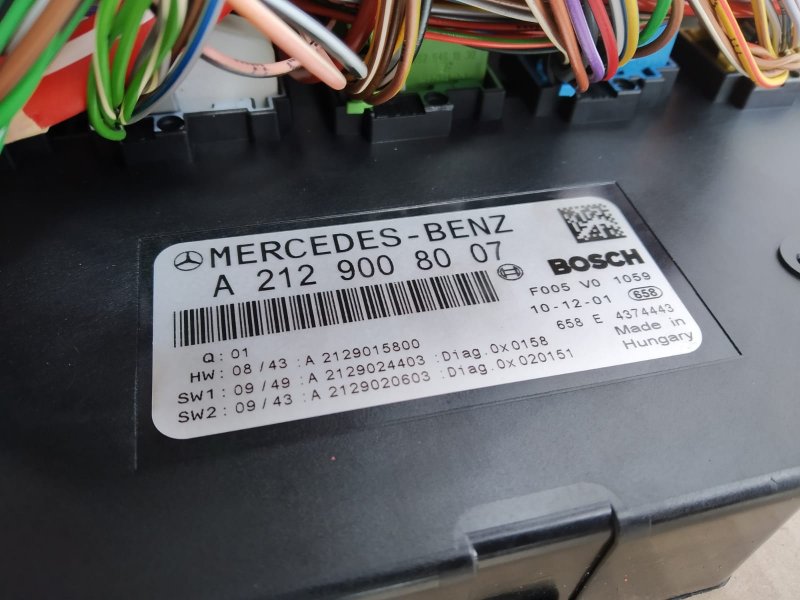 MERCEDES-BENZ
A 212 900 80 07
BOSCH
F005 V0 1059
10-12-01 658
658 E 4374443
Made in
Hungary
Q: 01
HW: 08/43: A 2129015800
SW1: 09/49: A 2129024403 :Diag.0x0158
SW2: 09/43: A 2129020603 :Diag.0x020151